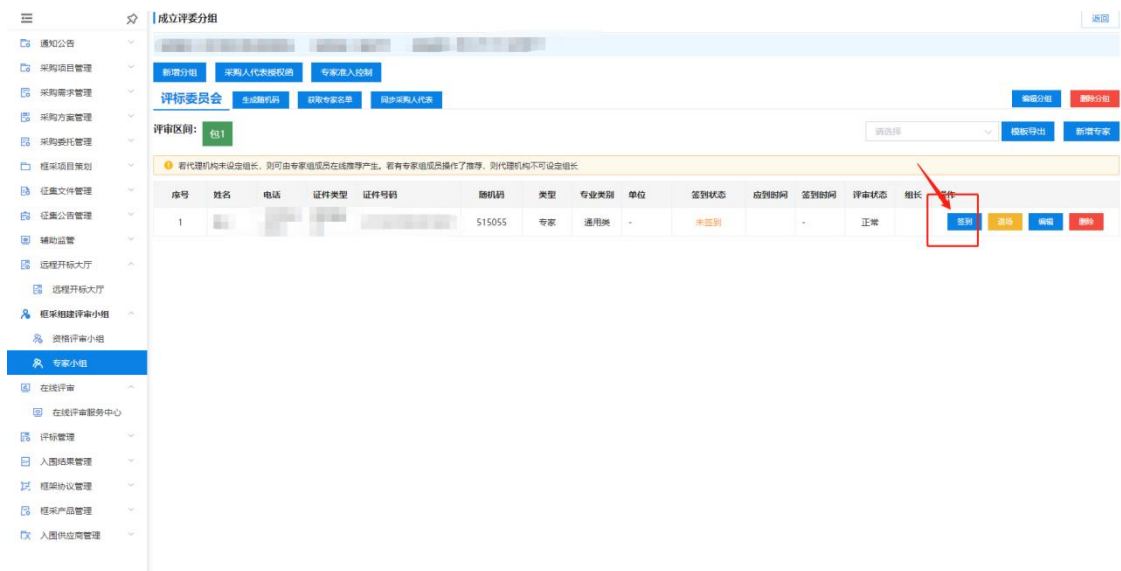 成立评委分组
返回
通知公告
采购项目管理
采购需求管理
采购方案管理
采购委托管理
框采项目策划
征集文件管理
征集公告管理
辅助监管
远程开标大厅
远程开标大厅
框采组建评审小组
资格评审小组
专家小组
在线评审
在线评审服务中心
评标管理
入围结果管理
框架协议管理
框采产品管理
入围供应商管理
新增分组 采购人代表授权函 专家准入控制
评标委员会 生成随机码 获取专家名单 同步采购人代表 编辑分组 删除分组
评审区间： 包1 请选择 模板导出 新增专家
若代理机构未设定组长、则可由专家组成员在线推荐产生。若有专家组成员操作了推荐、则代理机构不可设定组长
序号 姓名 电话 证件类型 证件号码 随机码 类型 专业类别 单位 签到状态 应到时间 签到时间 评审状态 组长 操作
1 515055 专家 通用类 - 未签到 - 正常 签到 退场 编辑 删除